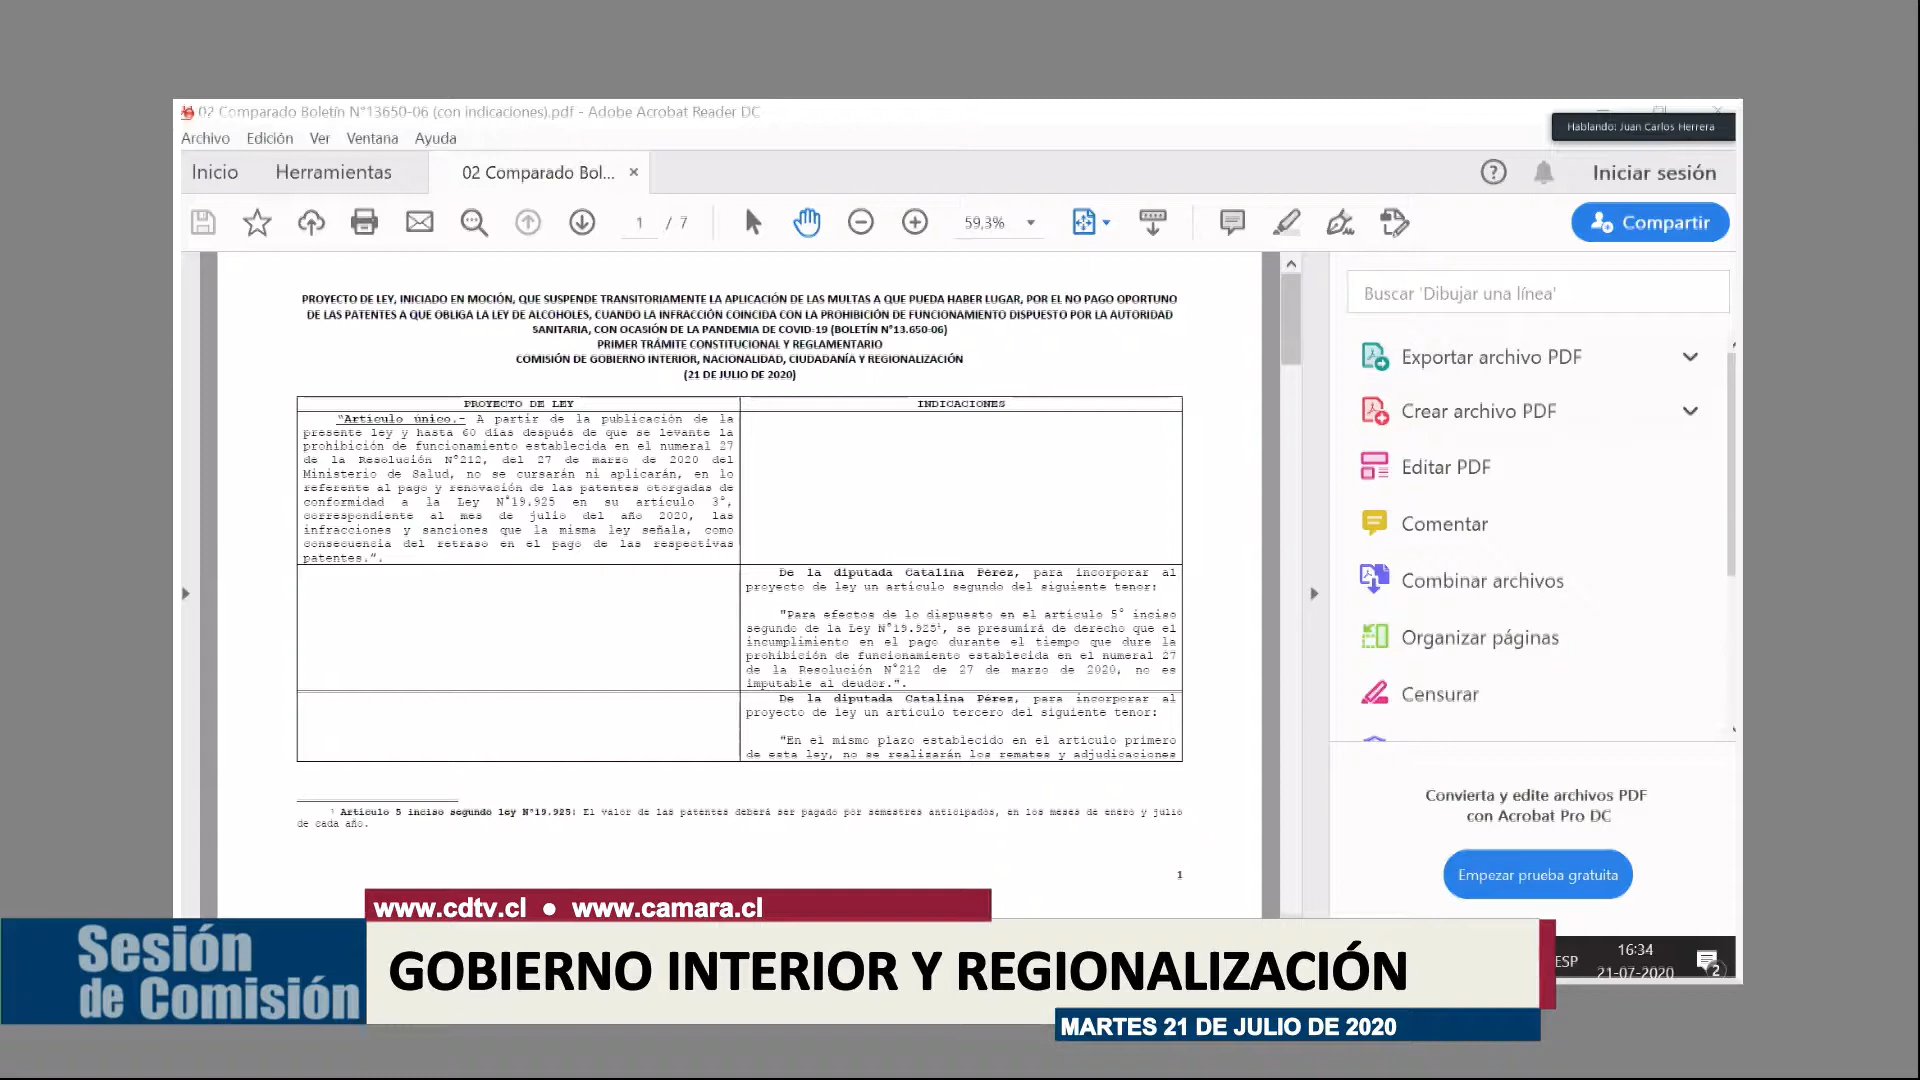 02 Comparado Boletín N°13650-06 (con indicaciones).pdf - Adobe Acrobat Reader DC
Hablando: Juan Carlos Herrera
Archivo Edición Ver Ventana Ayuda
Inicio Herramientas 02 Comparado Bol... × Iniciar sesión
1 / 7 59,3% Compartir
PROYECTO DE LEY, INICIADO EN MOCIÓN, QUE SUSPENDE TRANSITORIAMENTE LA APLICACIÓN DE LAS MULTAS A QUE PUEDA HABER LUGAR, POR EL NO PAGO OPORTUNO
DE LAS PATENTES A QUE OBLIGA LA LEY DE ALCOHOLES, CUANDO LA INFRACCIÓN COINCIDA CON LA PROHIBICIÓN DE FUNCIONAMIENTO DISPUESTO POR LA AUTORIDAD
SANITARIA, CON OCASIÓN DE LA PANDEMIA DE COVID-19 (BOLETÍN N°13.650-06)
PRIMER TRÁMITE CONSTITUCIONAL Y REGLAMENTARIO
COMISIÓN DE GOBIERNO INTERIOR, NACIONALIDAD, CIUDADANÍA Y REGIONALIZACIÓN
(21 DE JULIO DE 2020)
PROYECTO DE LEY
"Artículo único.- A partir de la publicación de la
presente ley y hasta 60 días después de que se levante la
prohibición de funcionamiento establecida en el numeral 27
de la Resolución N°212, del 27 de marzo de 2020 del
Ministerio de Salud, no se cursarán ni aplicarán, en lo
referente al pago y renovación de las patentes otorgadas de
conformidad a la Ley N°19.925 en su artículo 3°,
correspondiente al mes de julio del año 2020, las
infracciones y sanciones que la misma ley señala, como
consecuencia del retraso en el pago de las respectivas
patentes.".
INDICACIONES
De la diputada Catalina Pérez, para incorporar al
proyecto de ley un artículo segundo del siguiente tenor:
"Para efectos de lo dispuesto en el artículo 5° inciso
segundo de la Ley N°19.925¹, se presumirá de derecho que el
incumplimiento en el pago durante el tiempo que dure la
prohibición de funcionamiento establecida en el numeral 27
de la Resolución N°212 de 27 de marzo de 2020, no es
imputable al deudor.".
De la diputada Catalina Pérez, para incorporar al
proyecto de ley un artículo tercero del siguiente tenor:
"En el mismo plazo establecido en el artículo primero
de esta ley, no se realizarán los remates y adjudicaciones
¹ Artículo 5 inciso segundo ley N°19.925: El valor de las patentes deberá ser pagado por semestres anticipados, en los meses de enero y julio
de cada año.
1
Buscar 'Dibujar una línea'
Exportar archivo PDF
Crear archivo PDF
Editar PDF
Comentar
Combinar archivos
Organizar páginas
Censurar
Convierta y edite archivos PDF
con Acrobat Pro DC
Empezar prueba gratuita
ESP 16:34
21-07-2020 2
www.cdtv.cl ● www.camara.cl
Sesión
de Comisión
GOBIERNO INTERIOR Y REGIONALIZACIÓN
MARTES 21 DE JULIO DE 2020